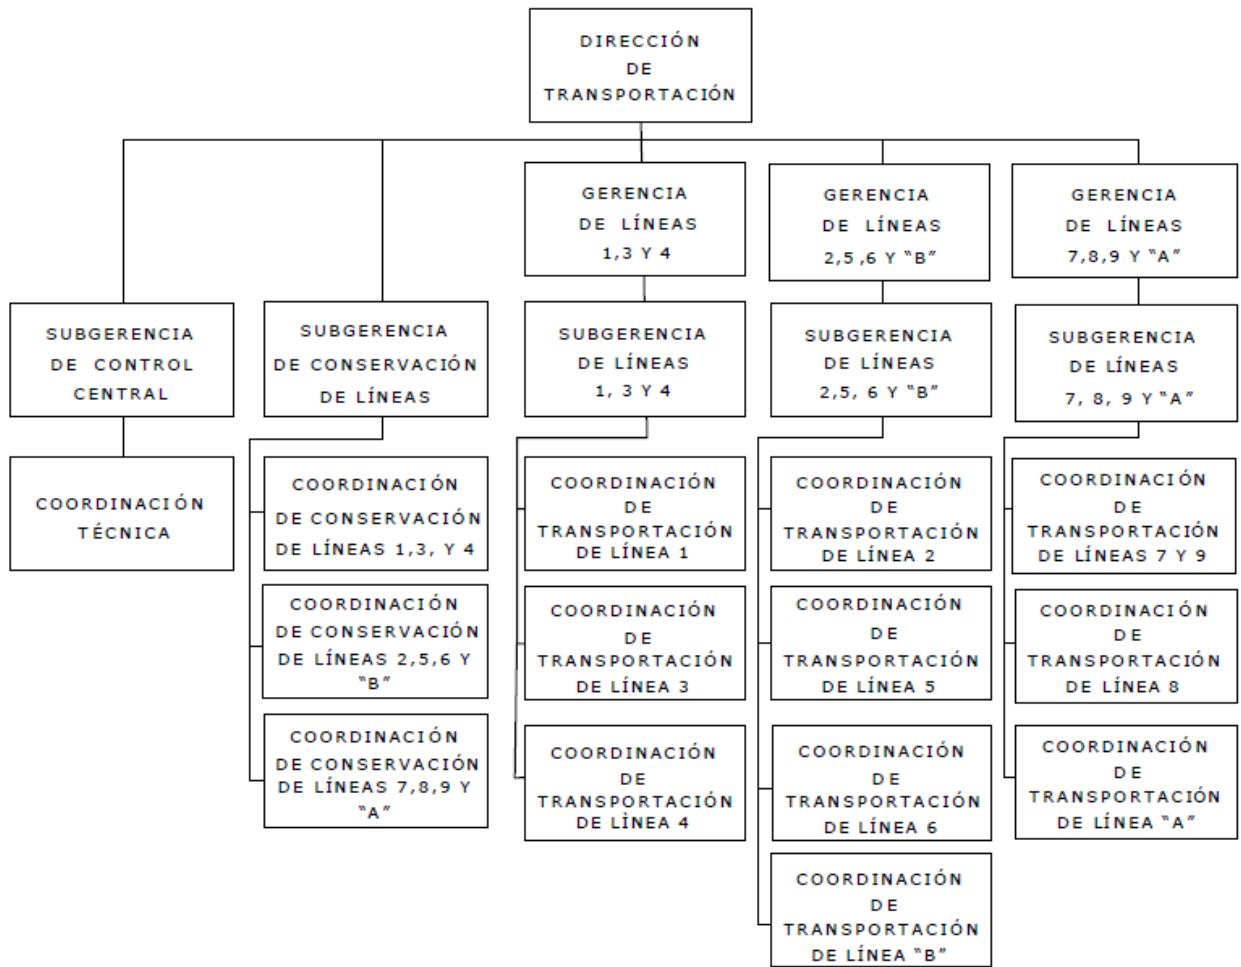 DIRECCIÓN
DE
TRANSPORTACIÓN
GERENCIA
DE LÍNEAS
1,3 Y 4
GERENCIA
DE LÍNEAS
2,5,6 Y “B”
GERENCIA
DE LÍNEAS
7,8,9 Y “A”
SUBGERENCIA
DE CONTROL
CENTRAL
SUBGERENCIA
DE CONSERVACIÓN
DE LÍNEAS
SUBGERENCIA
DE LÍNEAS
1, 3 Y 4
SUBGERENCIA
DE LÍNEAS
2,5, 6 Y “B”
SUBGERENCIA
DE LÍNEAS
7, 8, 9 Y “A”
COORDINACIÓN
TÉCNICA
COORDINACIÓN
DE CONSERVACIÓN
DE LÍNEAS 1,3, Y 4
COORDINACIÓN
DE CONSERVACIÓN
DE LÍNEAS 2,5,6 Y
“B”
COORDINACIÓN
DE CONSERVACIÓN
DE LÍNEAS 7,8,9 Y
“A”
COORDINACIÓN
DE
TRANSPORTACIÓN
DE LÍNEA 1
COORDINACIÓN
DE
TRANSPORTACIÓN
DE LÍNEA 3
COORDINACIÓN
DE
TRANSPORTACIÓN
DE LÌNEA 4
COORDINACIÓN
DE
TRANSPORTACIÓN
DE LÍNEA 2
COORDINACIÓN
DE
TRANSPORTACIÓN
DE LÍNEA 5
COORDINACIÓN
DE
TRANSPORTACIÓN
DE LÍNEA 6
COORDINACIÓN
DE
TRANSPORTACIÓN
DE LÍNEA “B”
COORDINACIÓN
DE
TRANSPORTACIÓN
DE LÍNEAS 7 Y 9
COORDINACIÓN
DE
TRANSPORTACIÓN
DE LÍNEA 8
COORDINACIÓN
DE
TRANSPORTACIÓN
DE LÍNEA “A”